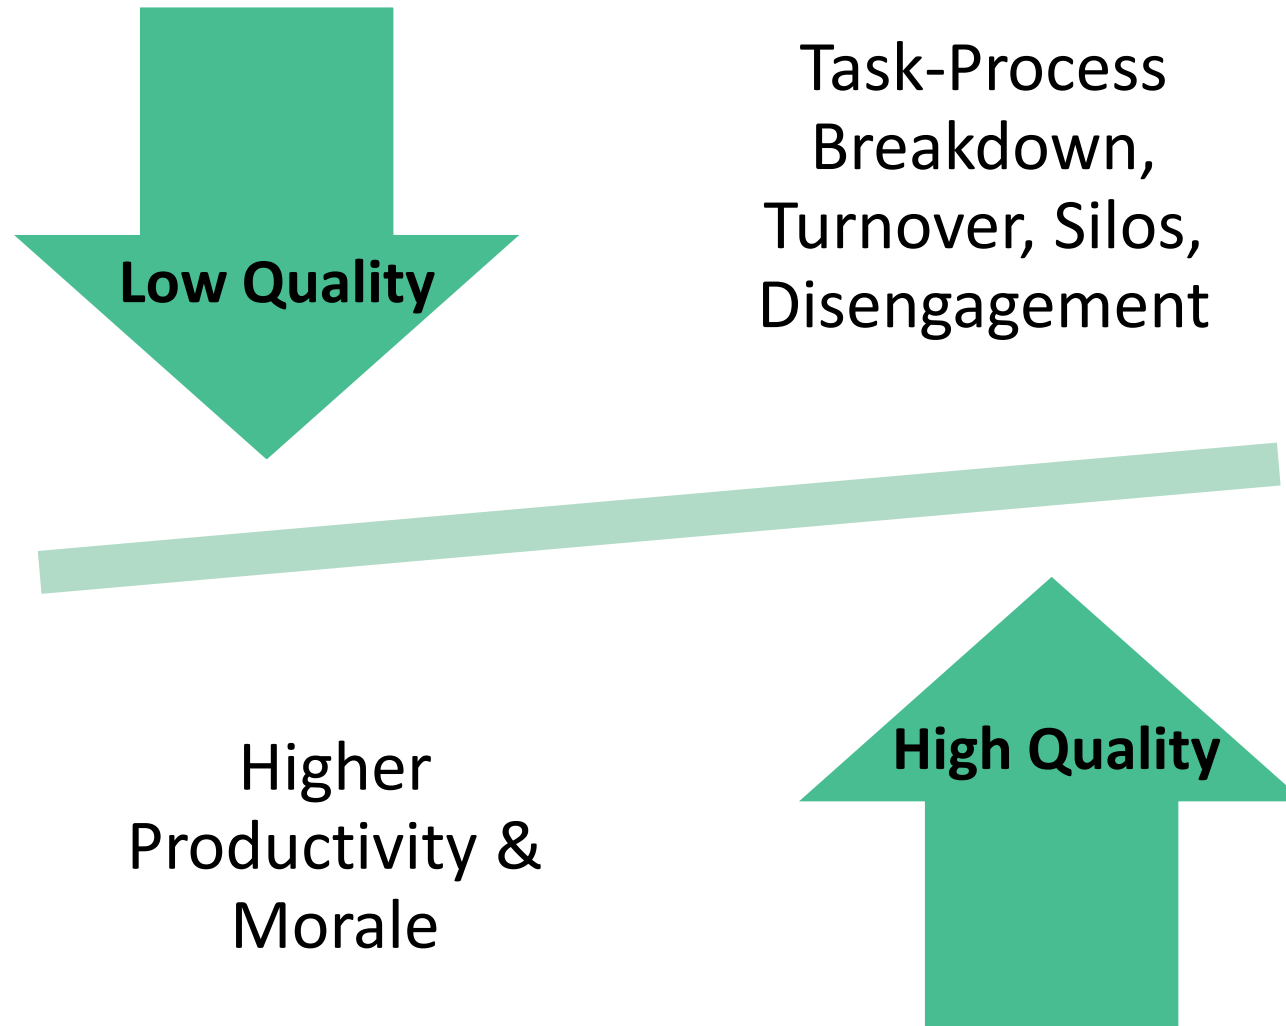 Low Quality
Task-Process
Breakdown,
Turnover, Silos,
Disengagement
Higher
Productivity &
Morale
High Quality